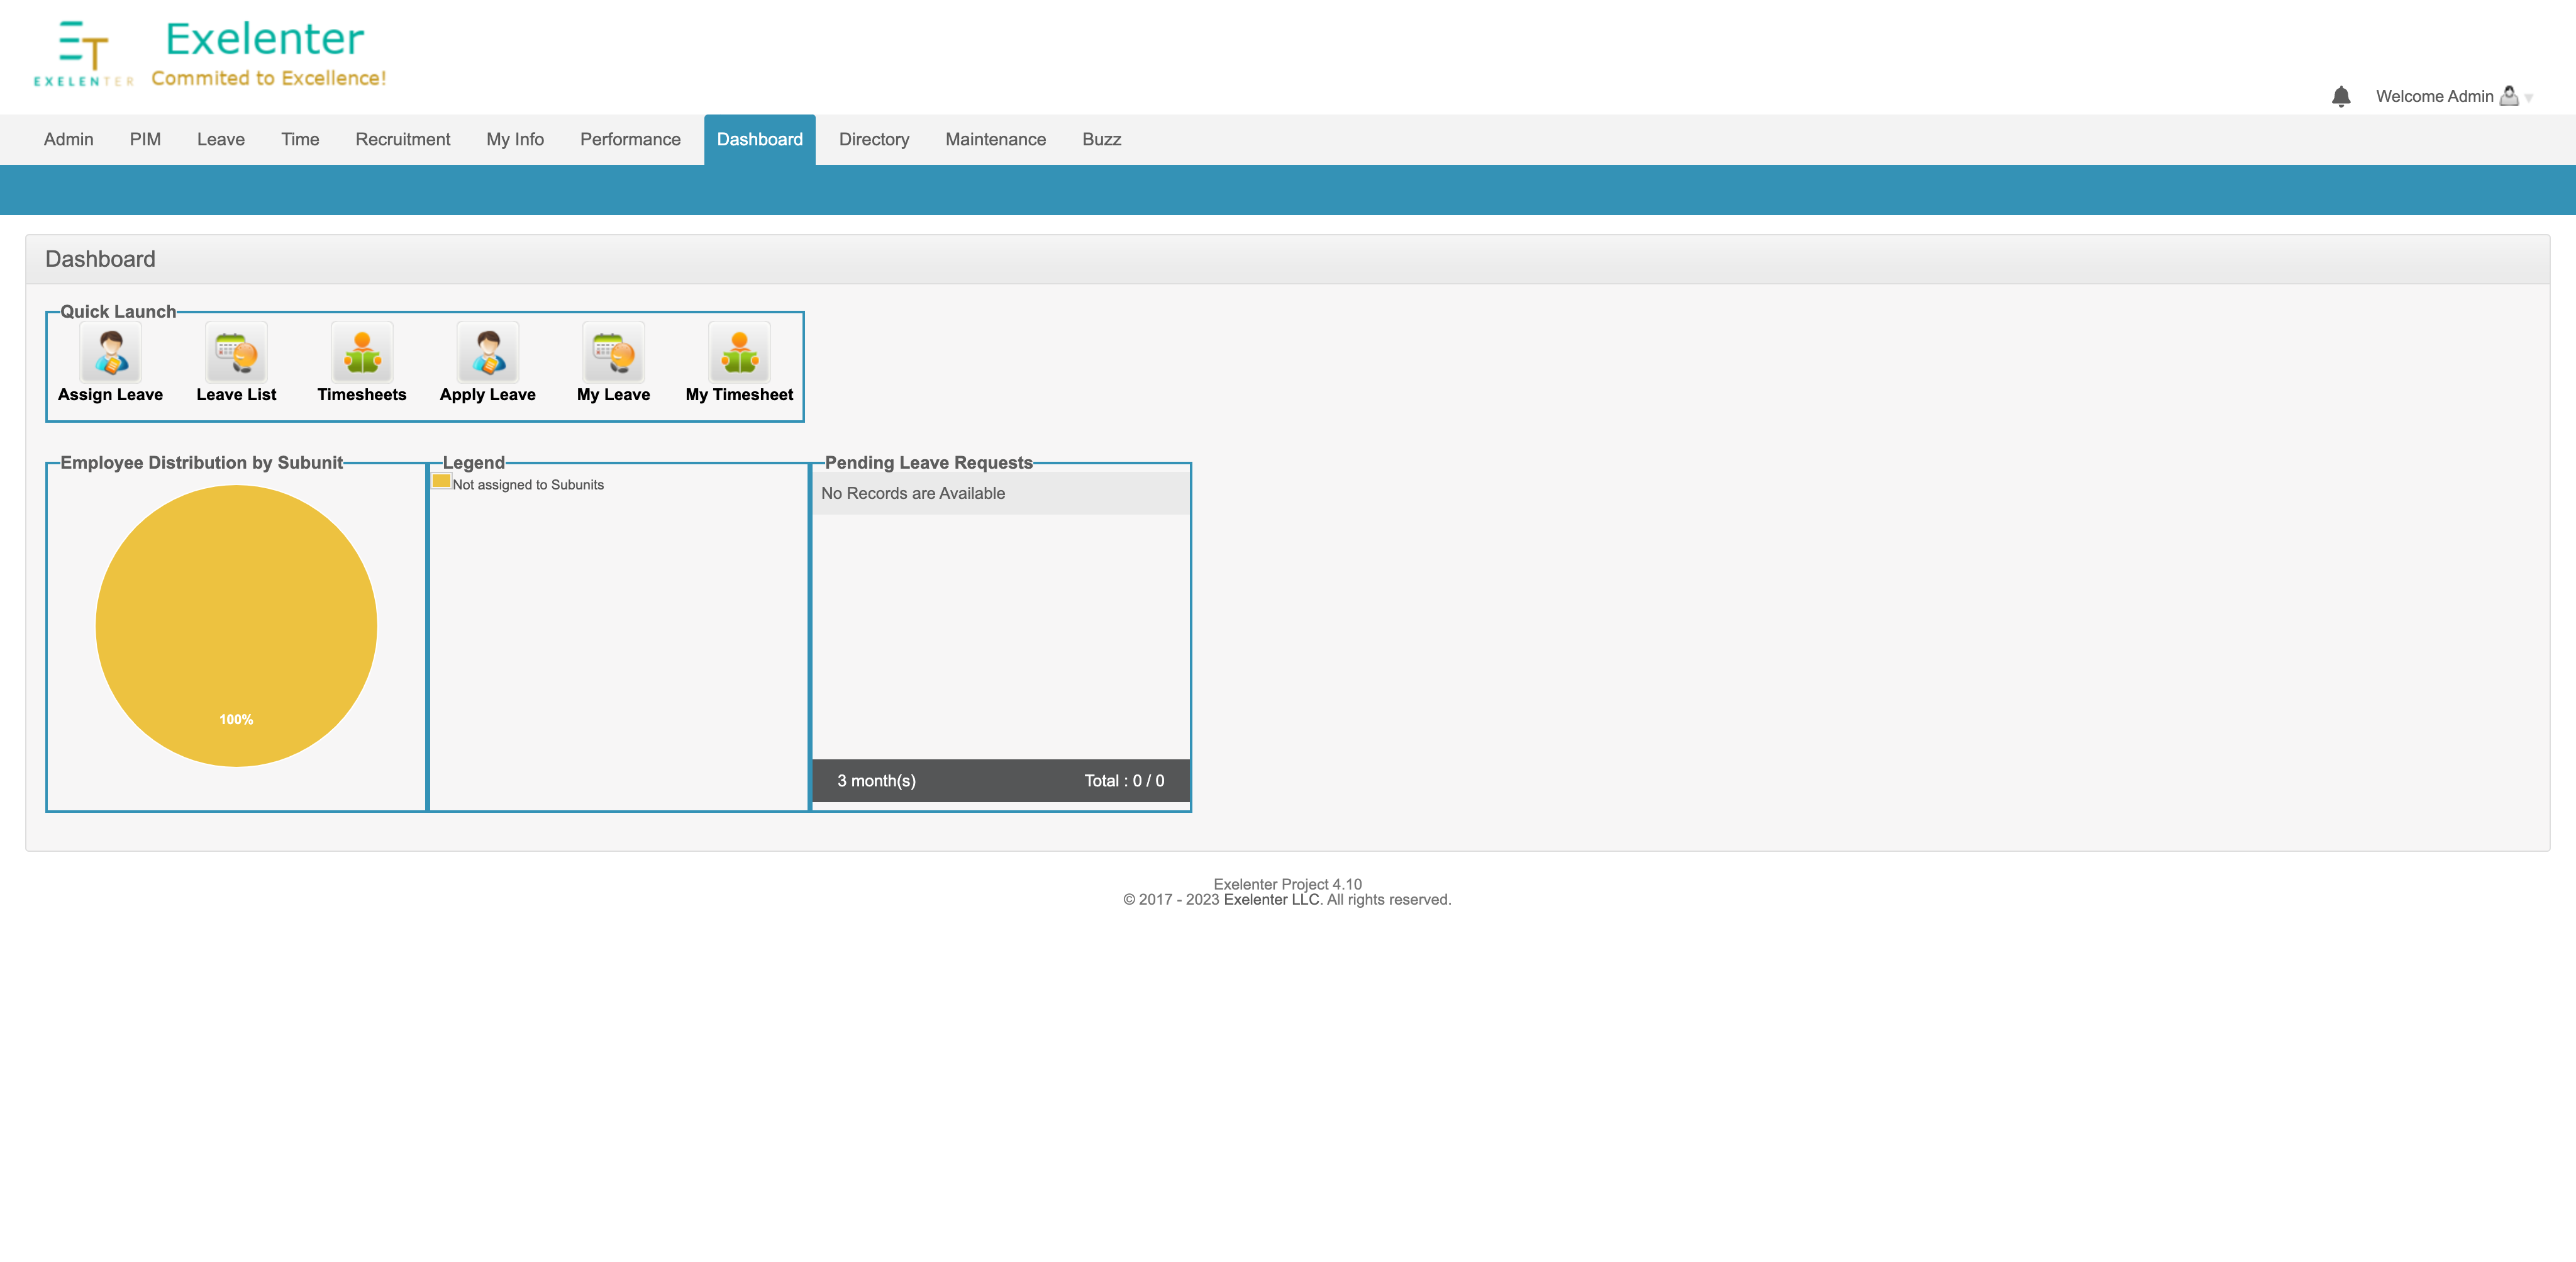 ET
EXELENTER
Exelenter
Commited to Excellence!
Welcome Admin
Admin PIM Leave Time Recruitment My Info Performance Dashboard Directory Maintenance Buzz
Dashboard
Quick Launch
Assign Leave Leave List Timesheets Apply Leave My Leave My Timesheet
Employee Distribution by Subunit
100%
Legend
Not assigned to Subunits
Pending Leave Requests
No Records are Available
3 month(s) Total : 0 / 0
Exelenter Project 4.10
© 2017 - 2023 Exelenter LLC. All rights reserved.